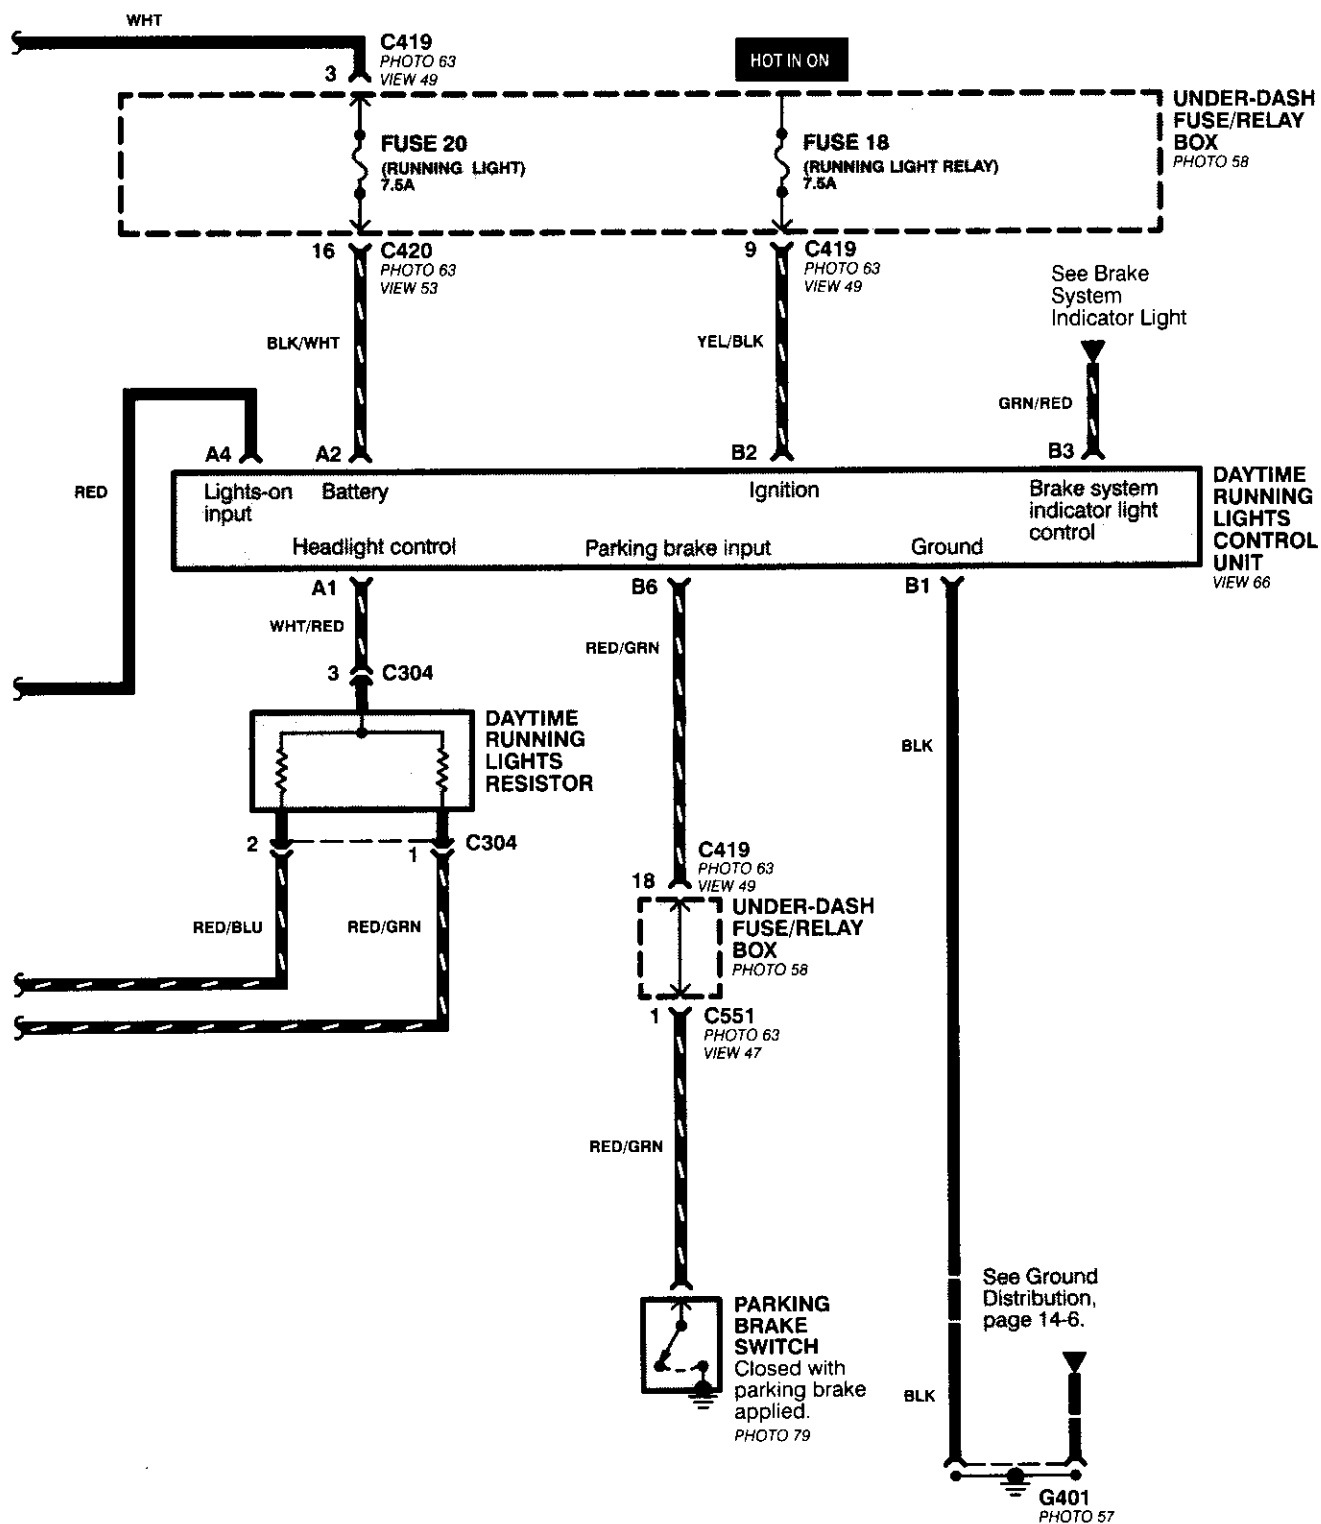 WHT
C419
PHOTO 63
3
VIEW 49
HOT IN ON
UNDER-DASH
FUSE/RELAY
BOX
PHOTO 58
FUSE 20
(RUNNING LIGHT)
7.5A
FUSE 18
(RUNNING LIGHT RELAY)
7.5A
16
C420
PHOTO 63
VIEW 53
9
C419
PHOTO 63
VIEW 49
See Brake
System
Indicator Light
BLK/WHT
YEL/BLK
GRN/RED
A4
A2
B2
B3
RED
Lights-on
input
Battery
Ignition
Brake system
indicator light
control
Headlight control
Parking brake input
Ground
DAYTIME
RUNNING
LIGHTS
CONTROL
UNIT
VIEW 66
A1
B6
B1
WHT/RED
RED/GRN
3
C304
DAYTIME
RUNNING
LIGHTS
RESISTOR
BLK
2
1
C304
C419
PHOTO 63
18
VIEW 49
UNDER-DASH
FUSE/RELAY
BOX
PHOTO 58
RED/BLU
RED/GRN
1
C551
PHOTO 63
VIEW 47
RED/GRN
See Ground
Distribution,
page 14-6.
PARKING
BRAKE
SWITCH
Closed with
parking brake
applied.
PHOTO 79
BLK
G401
PHOTO 57